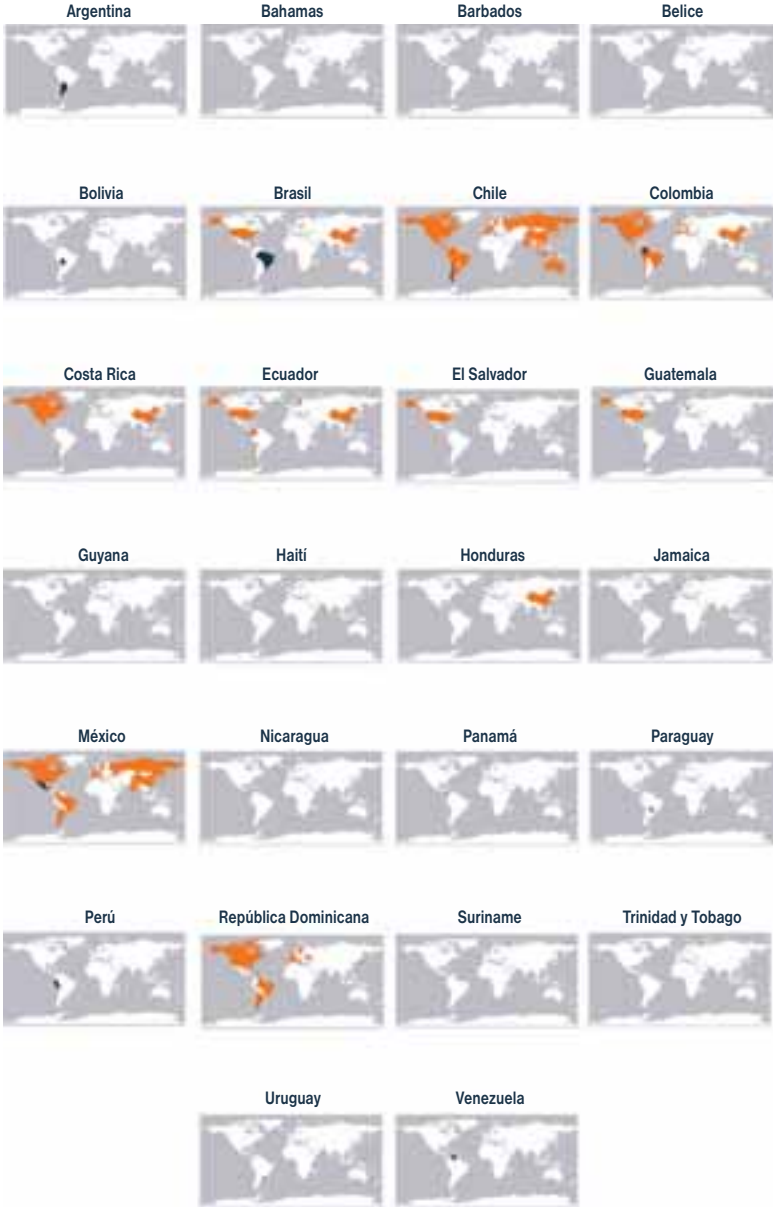 Argentina
Bahamas
Barbados
Belice
Bolivia
Brasil
Chile
Colombia
Costa Rica
Ecuador
El Salvador
Guatemala
Guyana
Haití
Honduras
Jamaica
México
Nicaragua
Panamá
Paraguay
Perú
República Dominicana
Suriname
Trinidad y Tobago
Uruguay
Venezuela